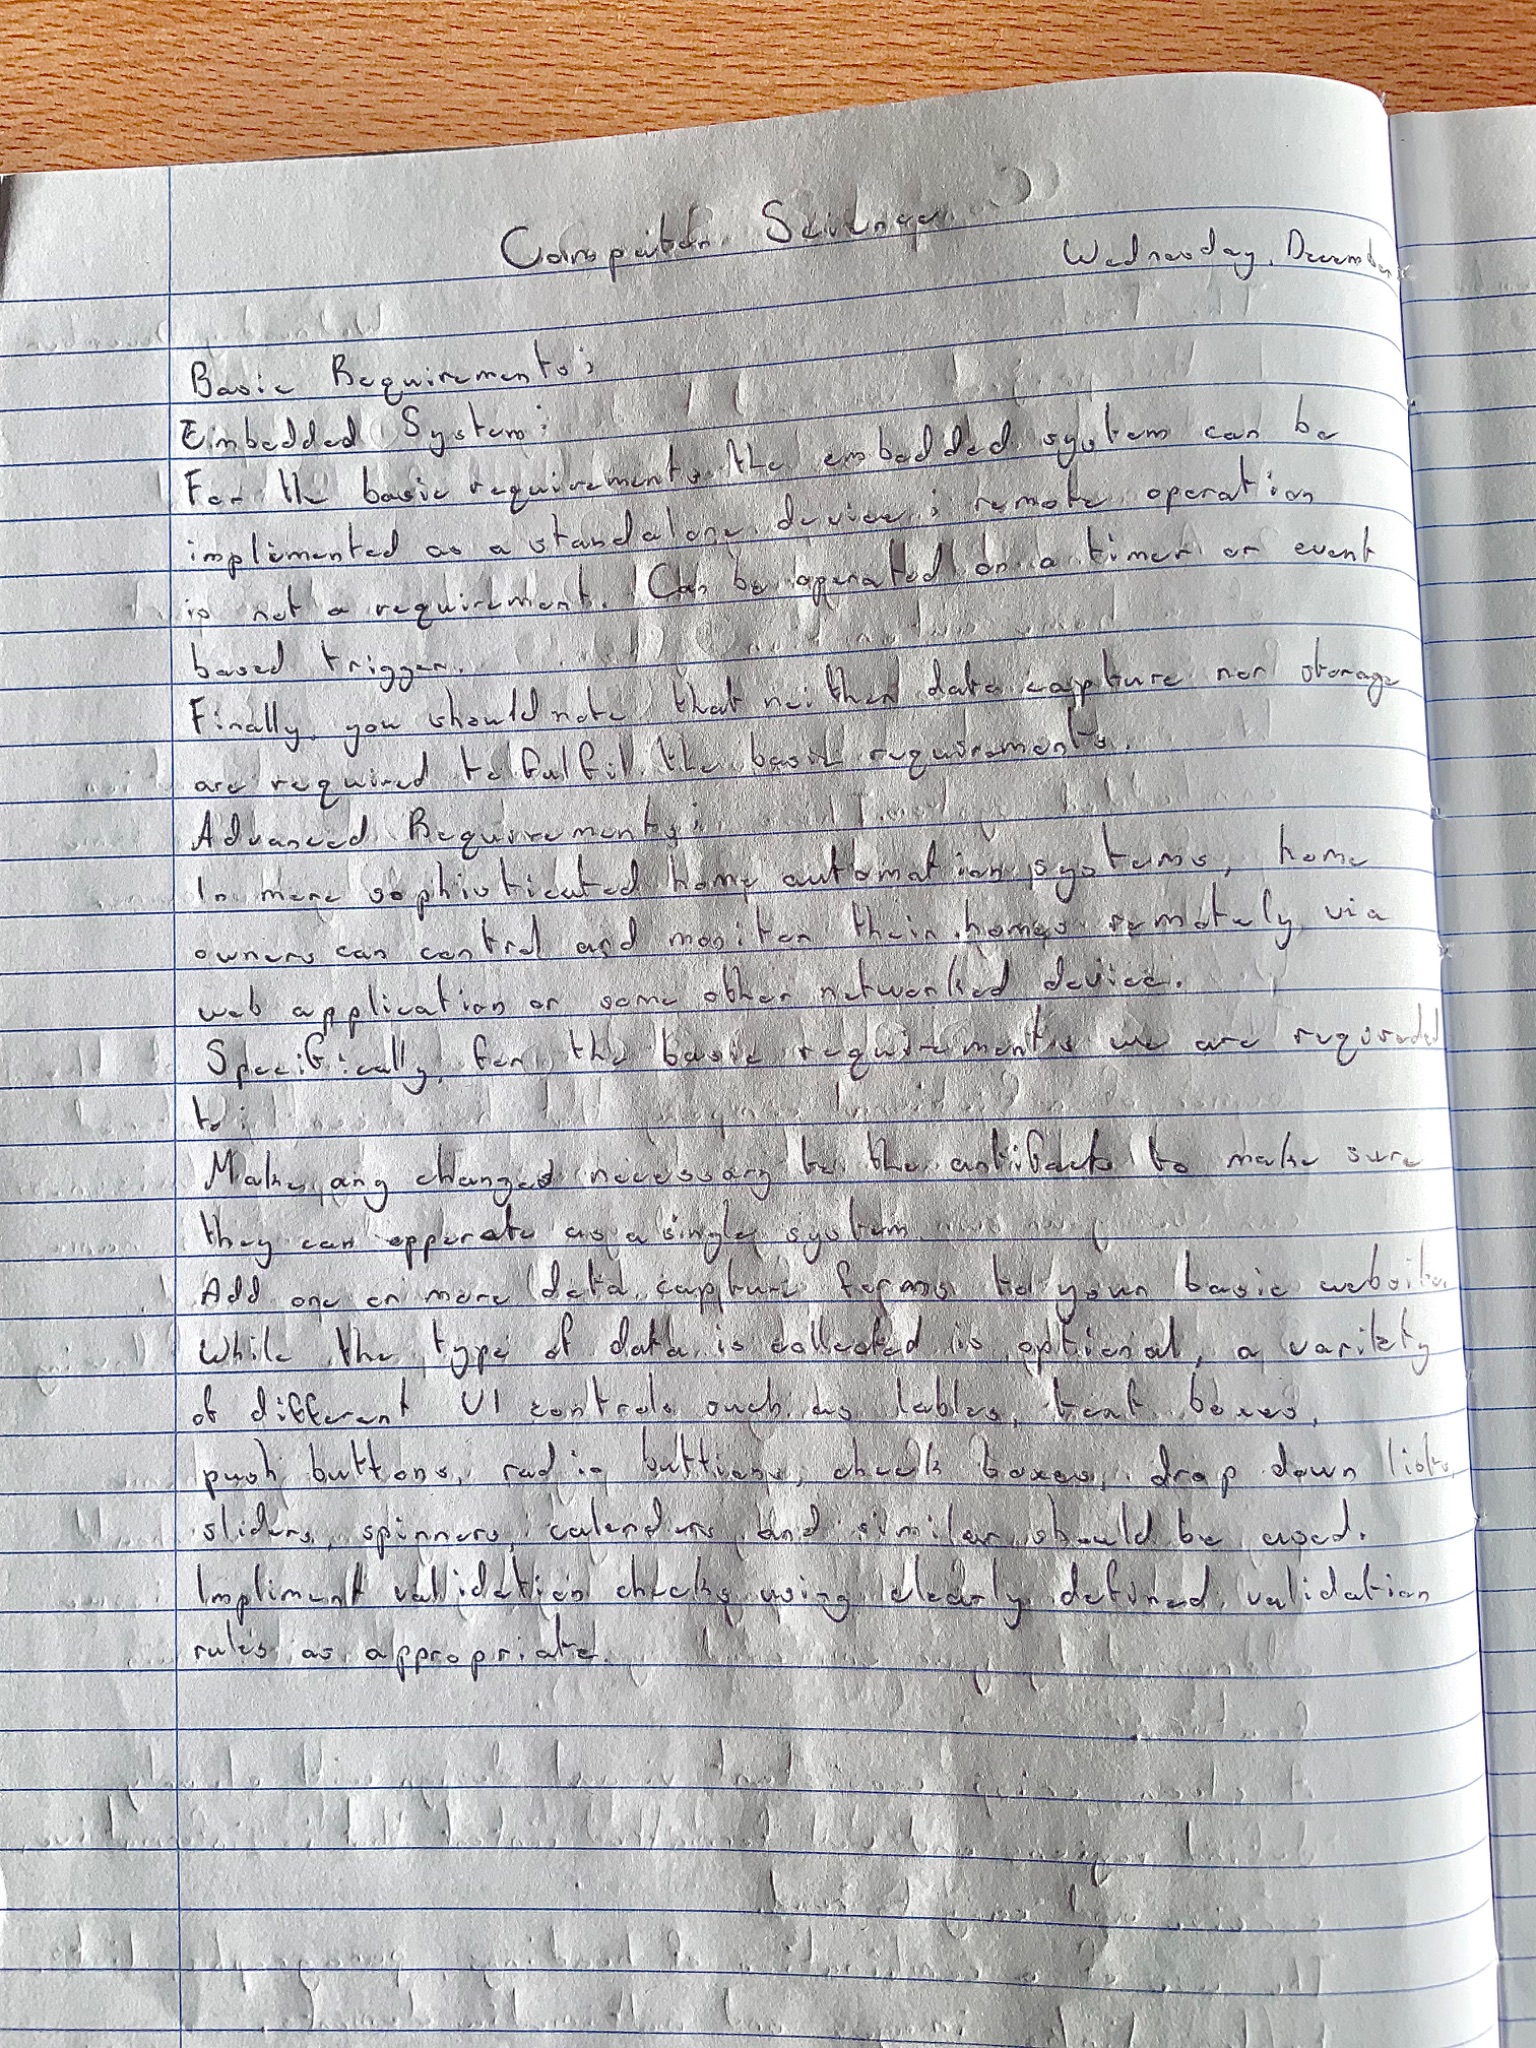 Computer Science
Wednesday, December
Basic Requirements;
Embedded System:
For the basic requirements the embedded system can be
implimented as a standalone device; remote operation
is not a requirement. Can be operated on a timer or event
based trigger.
Finally, you should note that neither data capture nor storage
are required to fulfil the basic requirements.
Advanced Requirements;
In more sophisticated home automation systems, home
owners can control and moniter their homes remotely via
web application or some other networked device.
Specifically, for the basic requirements we are required
to:
Make any changes necessary to the artifacts to make sure
they can opperate as a single system
Add one or more data capture forms to your basic website.
While the type of data is collected is optional, a varitety
of different UI controls such as lables, text boxes,
push buttons, radio buttions, check boxes, drop down lists,
sliders, spinners, calenders and similar should be used.
Impliment validation checks using clearly defined validation
rules as appropriate.